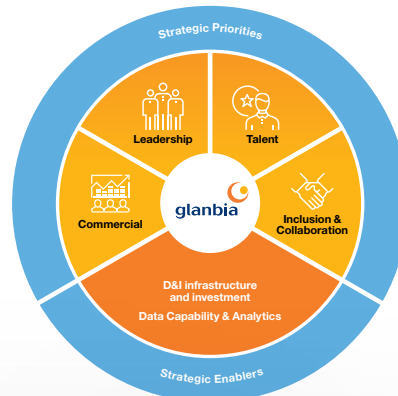 Strategic Priorities
Leadership
Talent
Commercial
glanbia
Inclusion &
Collaboration
D&I infrastructure
and investment
Data Capability & Analytics
Strategic Enablers